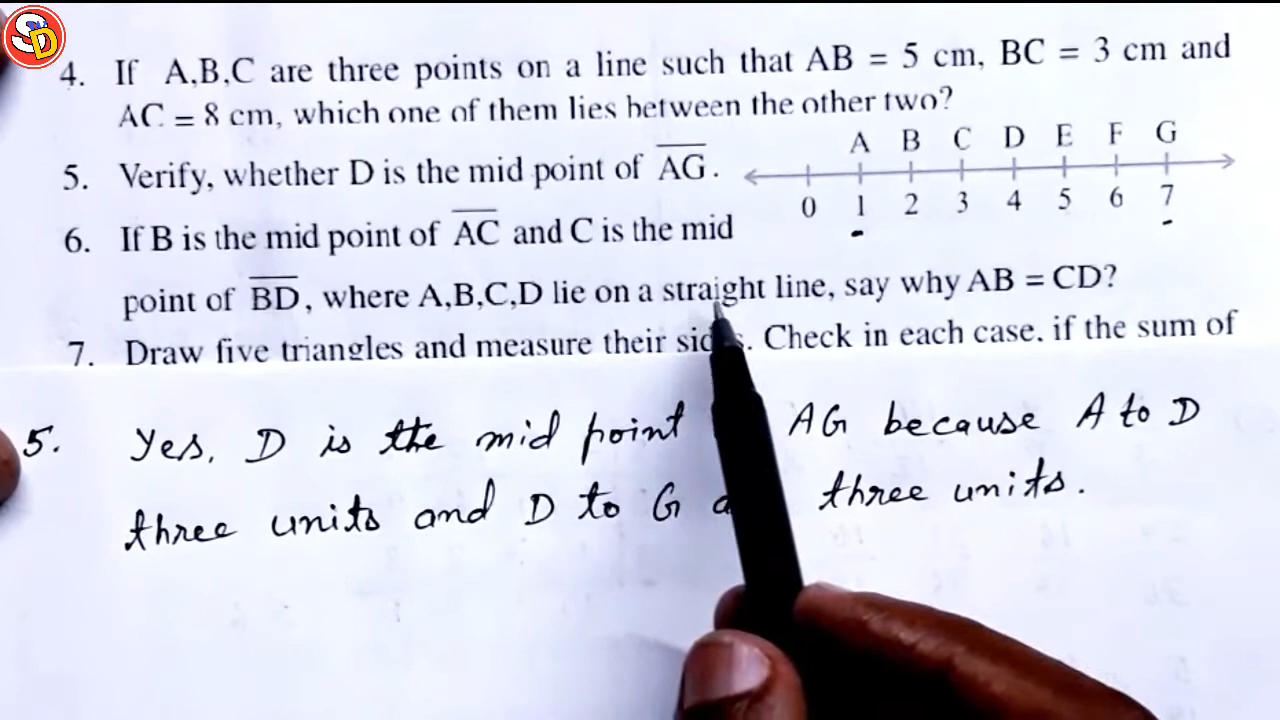 SD
4. If A,B,C are three points on a line such that AB = 5 cm, BC = 3 cm and
AC = 8 cm, which one of them lies between the other two?
A B C D E F G
5. Verify, whether D is the mid point of AG.
0 1 2 3 4 5 6 7
6. If B is the mid point of AC and C is the mid
point of BD, where A,B,C,D lie on a straight line, say why AB = CD?
7. Draw five triangles and measure their . Check in each case. if the sum of
5. Yes, D is the mid point AG because A to D
three units and D to G three units.